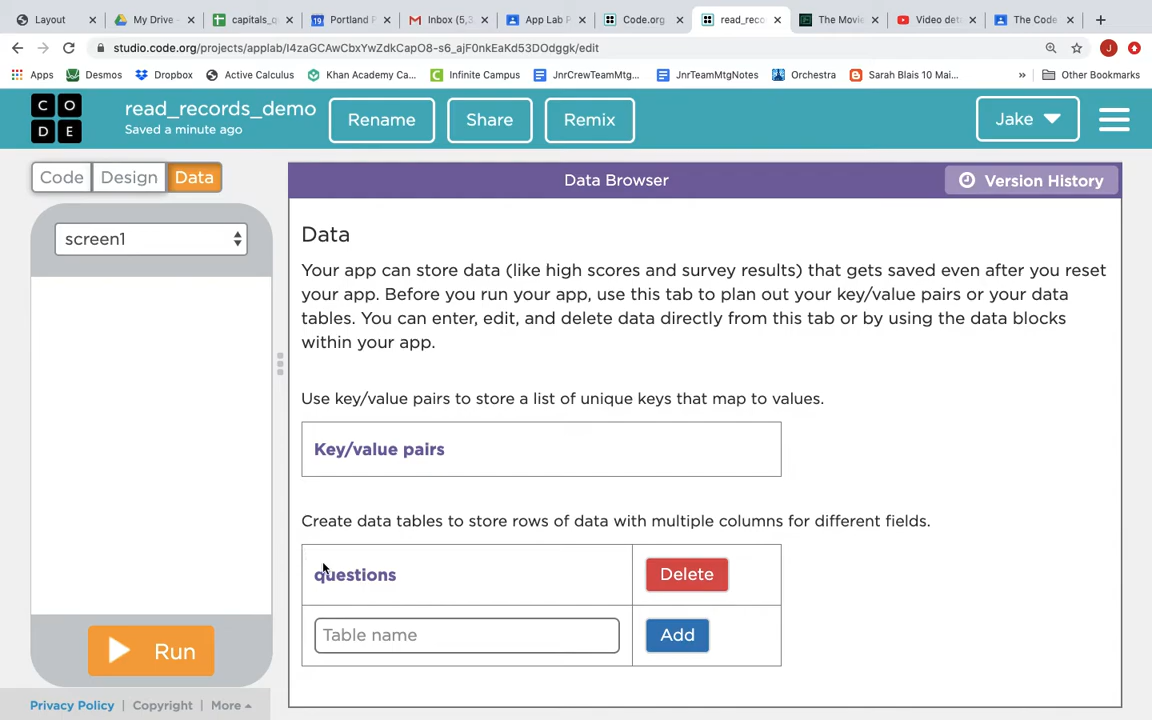 Layout
My Drive -
capitals_q
19
Portland P
Inbox (5,3
App Lab P
Code.org
read_reco
The Movie
Video det
The Code
studio.code.org/projects/applab/I4zaGCAwCbxYwZdkCapO8-s6_ajF0nkEaKd53DOdggk/edit
J
Apps
Desmos
Dropbox
Active Calculus
Khan Academy Ca...
Infinite Campus
JnrCrewTeamMtg...
JnrTeamMtgNotes
Orchestra
Sarah Blais 10 Mai...
»
Other Bookmarks
C O
D E
read_records_demo
Saved a minute ago
Rename
Share
Remix
Jake
Code
Design
Data
Data Browser
Version History
screen1
Data
Your app can store data (like high scores and survey results) that gets saved even after you reset
your app. Before you run your app, use this tab to plan out your key/value pairs or your data
tables. You can enter, edit, and delete data directly from this tab or by using the data blocks
within your app.
Use key/value pairs to store a list of unique keys that map to values.
Key/value pairs
Create data tables to store rows of data with multiple columns for different fields.
questions
Delete
Table name
Add
Run
Privacy Policy | Copyright | More